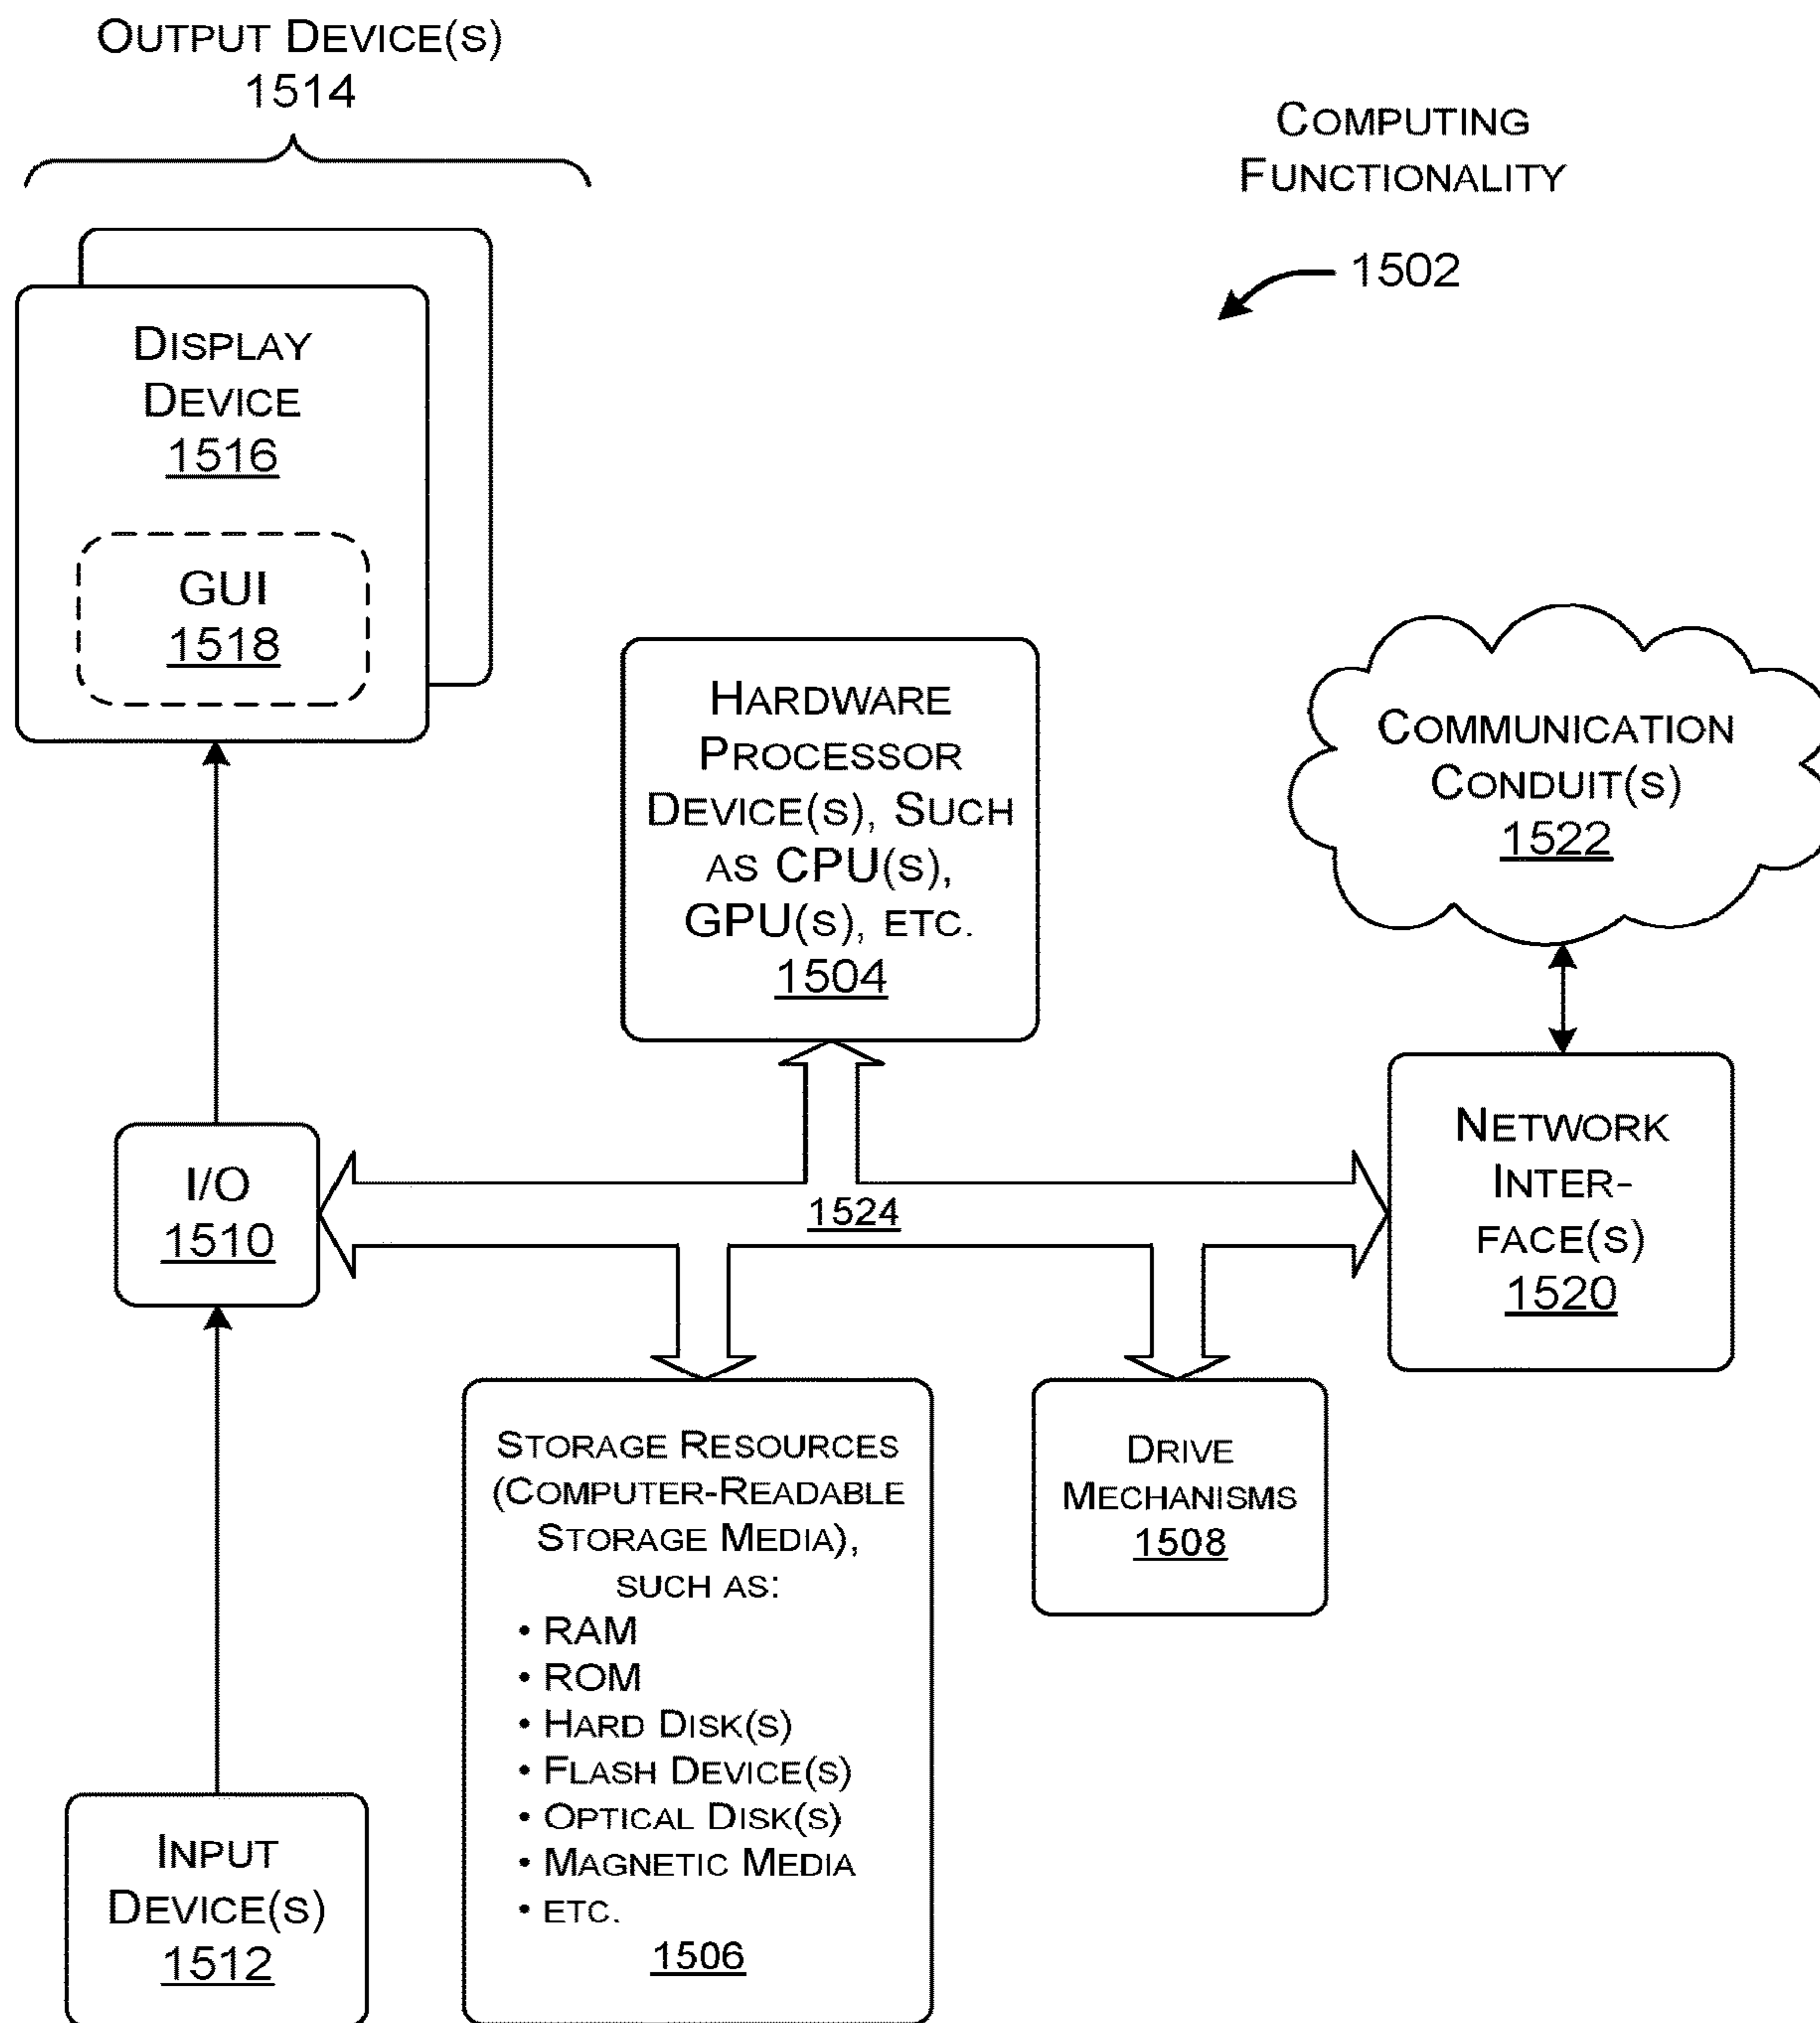 OUTPUT DEVICE(S)
1514
COMPUTING
FUNCTIONALITY
1502
DISPLAY
DEVICE
1516
GUI
1518
HARDWARE
PROCESSOR
DEVICE(S), SUCH
AS CPU(S),
GPU(S), ETC.
1504
COMMUNICATION
CONDUIT(S)
1522
I/O
1510
1524
NETWORK
INTER-
FACE(S)
1520
STORAGE RESOURCES
(COMPUTER-READABLE
STORAGE MEDIA),
SUCH AS:
• RAM
• ROM
• HARD DISK(S)
• FLASH DEVICE(S)
• OPTICAL DISK(S)
• MAGNETIC MEDIA
• ETC.
1506
DRIVE
MECHANISMS
1508
INPUT
DEVICE(S)
1512